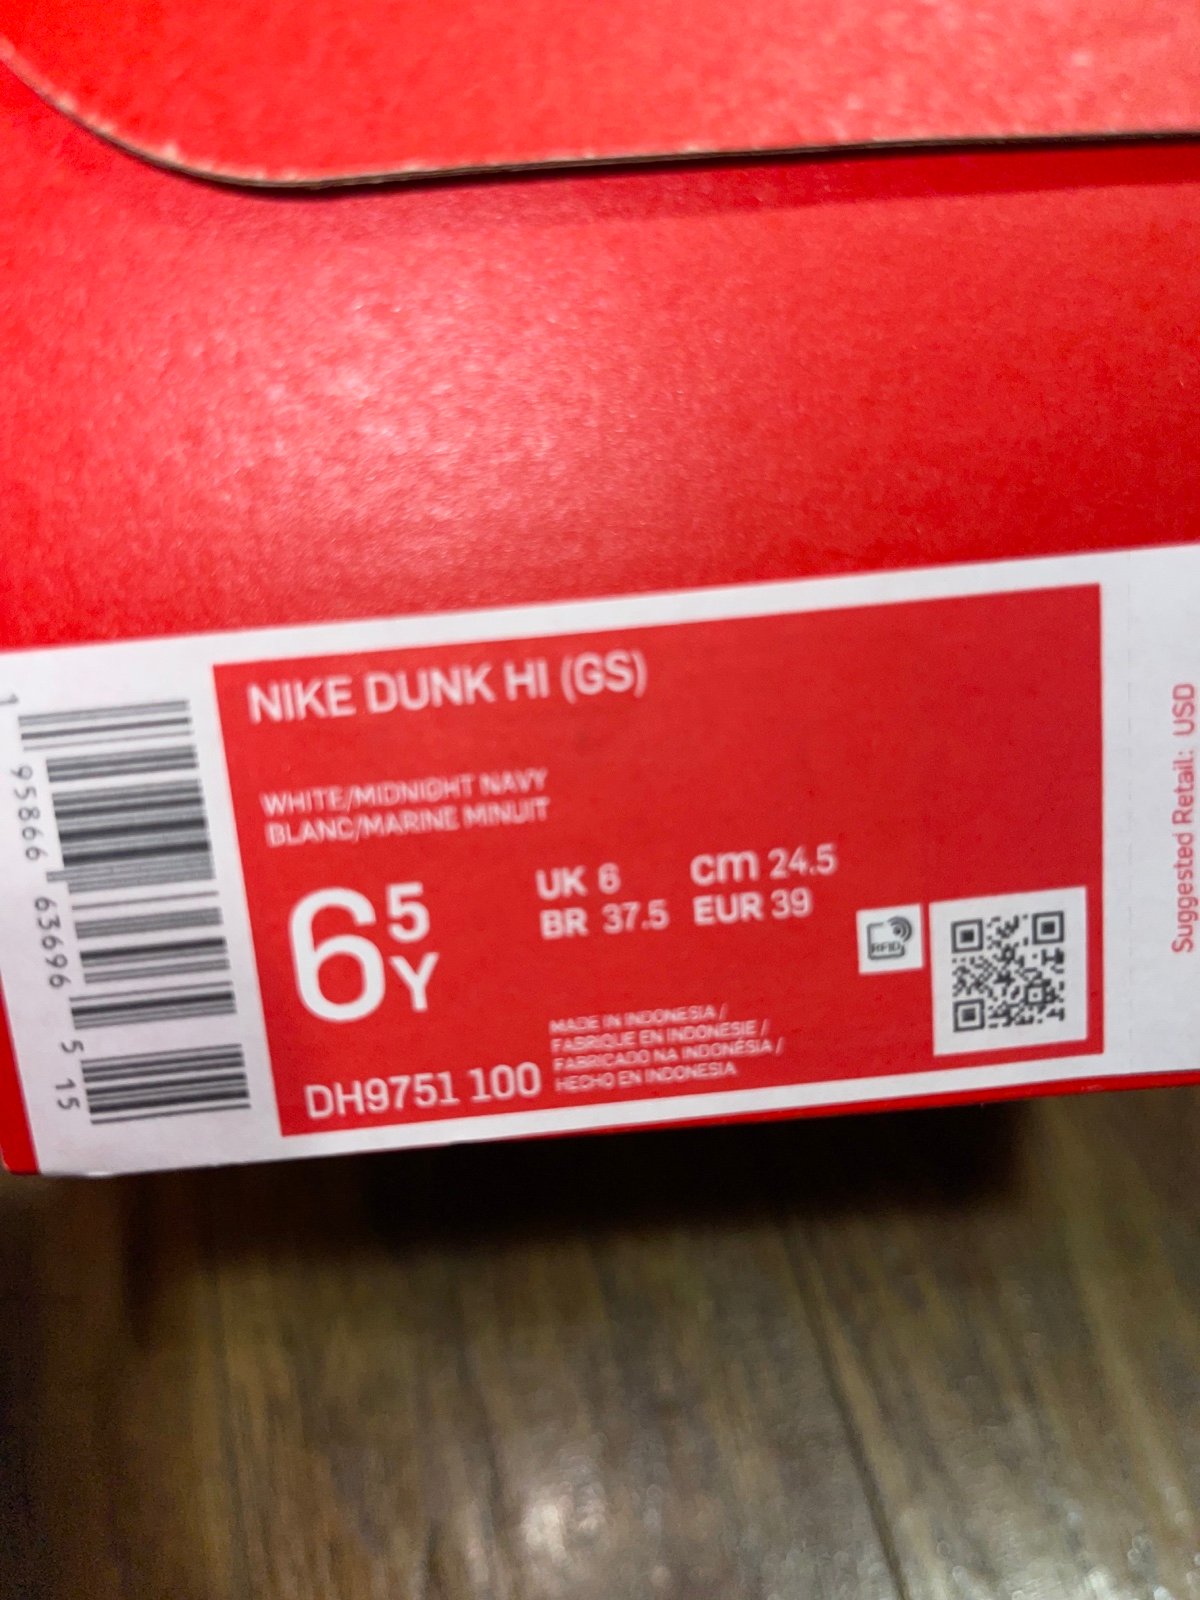 NIKE DUNK HI (GS)
WHITE/MIDNIGHT NAVY
BLANC/MARINE MINUIT
6 5 Y
UK 6 cm 24.5
BR 37.5 EUR 39
RFID
DH9751 100
MADE IN INDONESIA /
FABRIQUE EN INDONESIE /
FABRICADO NA INDONÉSIA /
HECHO EN INDONESIA
1 95866 63696 5 15
Suggested Retail: USD